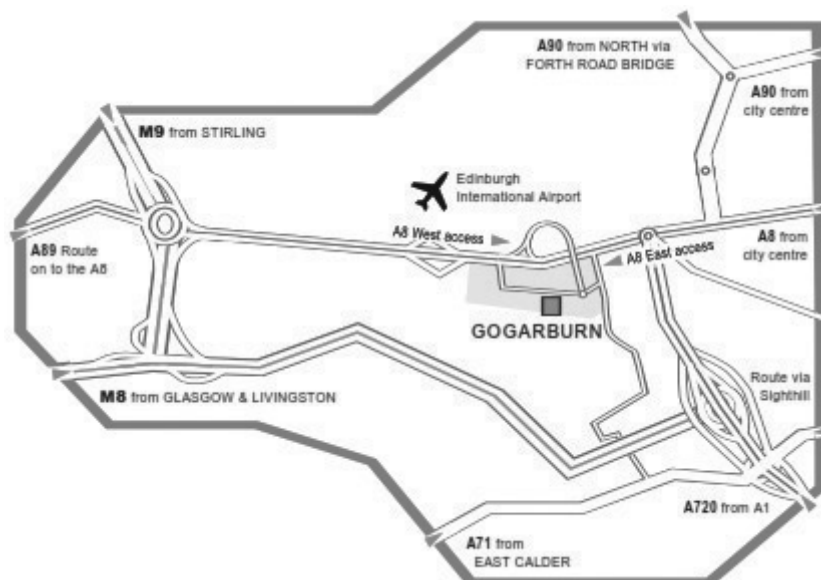 A90 from NORTH via
FORTH ROAD BRIDGE
A90 from
city centre
M9 from STIRLING
Edinburgh
International Airport
A89 Route
on to the A8
A8 West access
A8 from
city centre
A8 East access
GOGARBURN
Route via
Sighthill
M8 from GLASGOW & LIVINGSTON
A720 from A1
A71 from
EAST CALDER